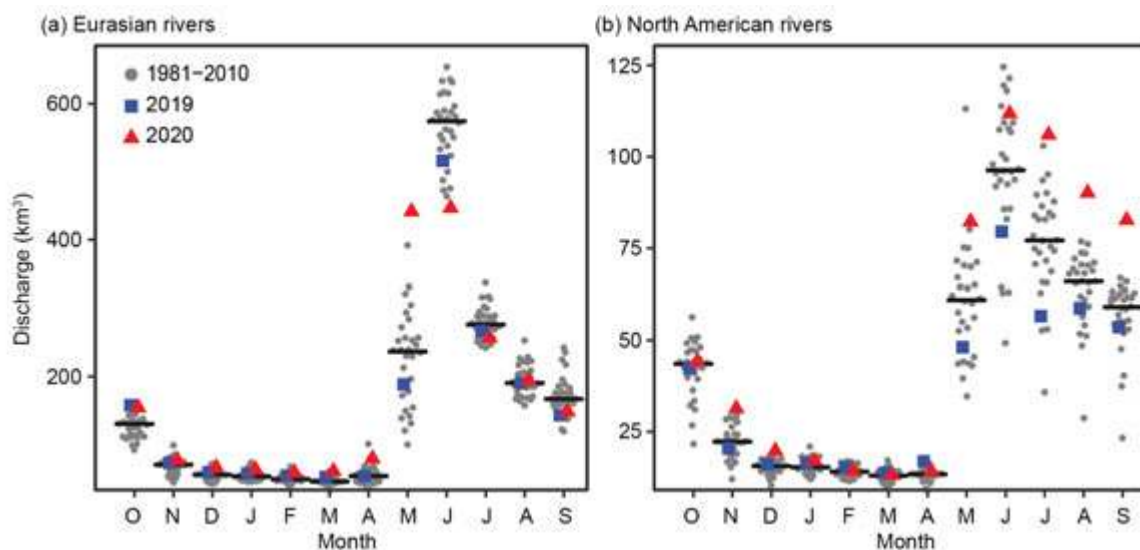 (a) Eurasian rivers
1981−2010
2019
2020
Discharge (km³)
600
400
200
O N D J F M A M J J A S
Month
(b) North American rivers
125
100
75
50
25
O N D J F M A M J J A S
Month